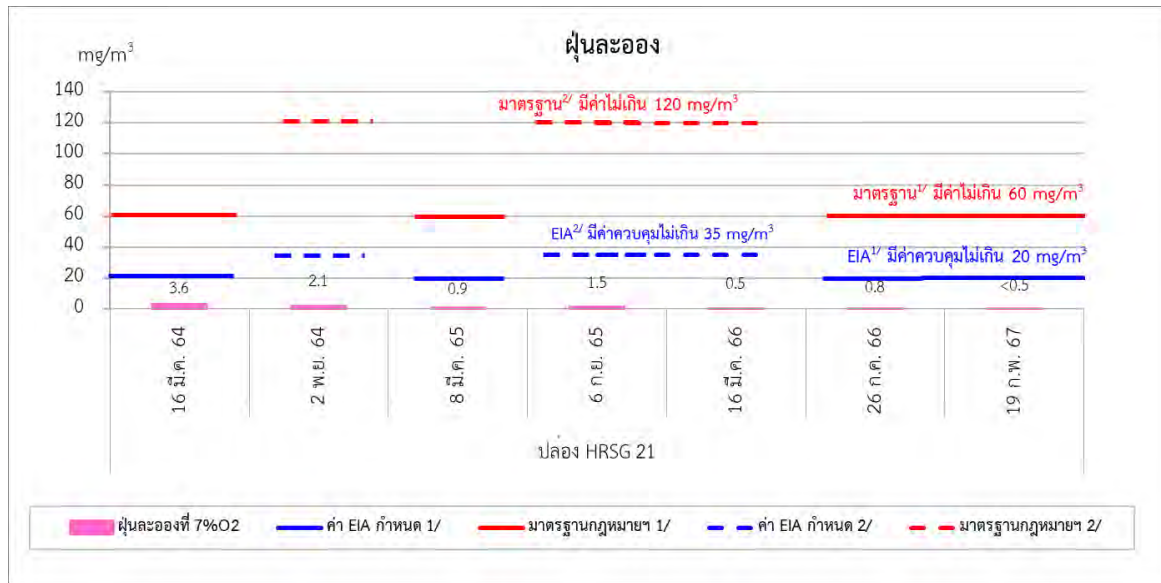 ฝุ่นละออง
mg/m³
140
120
100
80
60
40
20
0
มาตรฐาน²/ มีค่าไม่เกิน 120 mg/m³
มาตรฐาน¹/ มีค่าไม่เกิน 60 mg/m³
EIA²/ มีค่าควบคุมไม่เกิน 35 mg/m³
EIA¹/ มีค่าควบคุมไม่เกิน 20 mg/m³
3.6 2.1 0.9 1.5 0.5 0.8 <0.5
16 มี.ค. 64
2 พ.ย. 64
8 มี.ค. 65
6 ก.ย. 65
16 มี.ค. 66
26 ก.ค. 66
19 ก.พ. 67
ปล่อง HRSG 21
ฝุ่นละอองที่ 7%O2 ค่า EIA กำหนด 1/ มาตรฐานกฎหมายฯ 1/ ค่า EIA กำหนด 2/ มาตรฐานกฎหมายฯ 2/